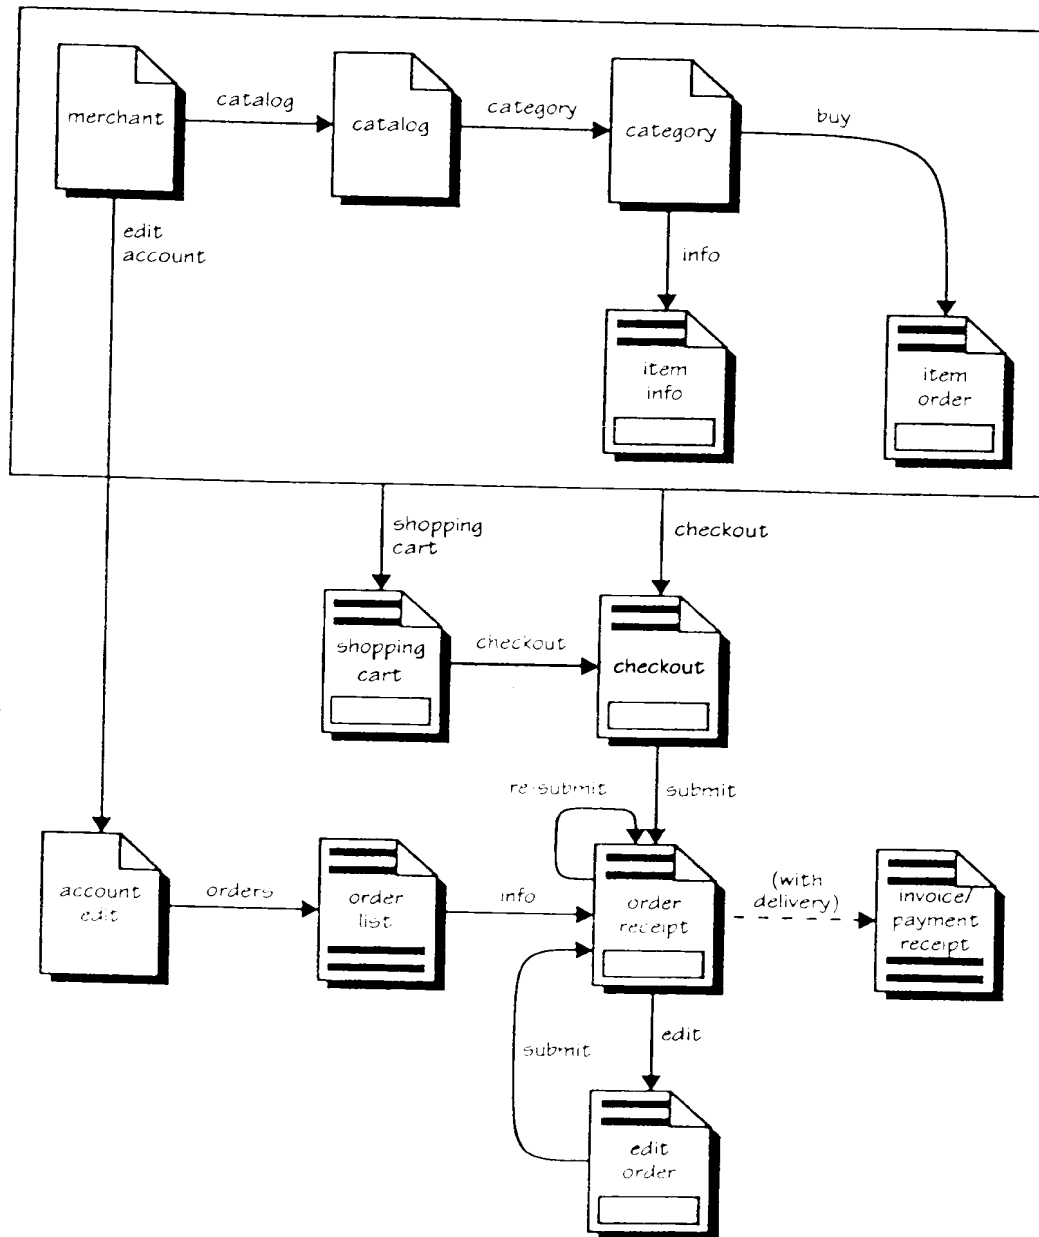 merchant
catalog
catalog
category
category
buy
edit
account
info
item
info
item
order
shopping
cart
checkout
shopping
cart
checkout
checkout
re-submit
submit
account
edit
orders
order
list
info
order
receipt
(with
delivery)
invoice/
payment
receipt
submit
edit
edit
order